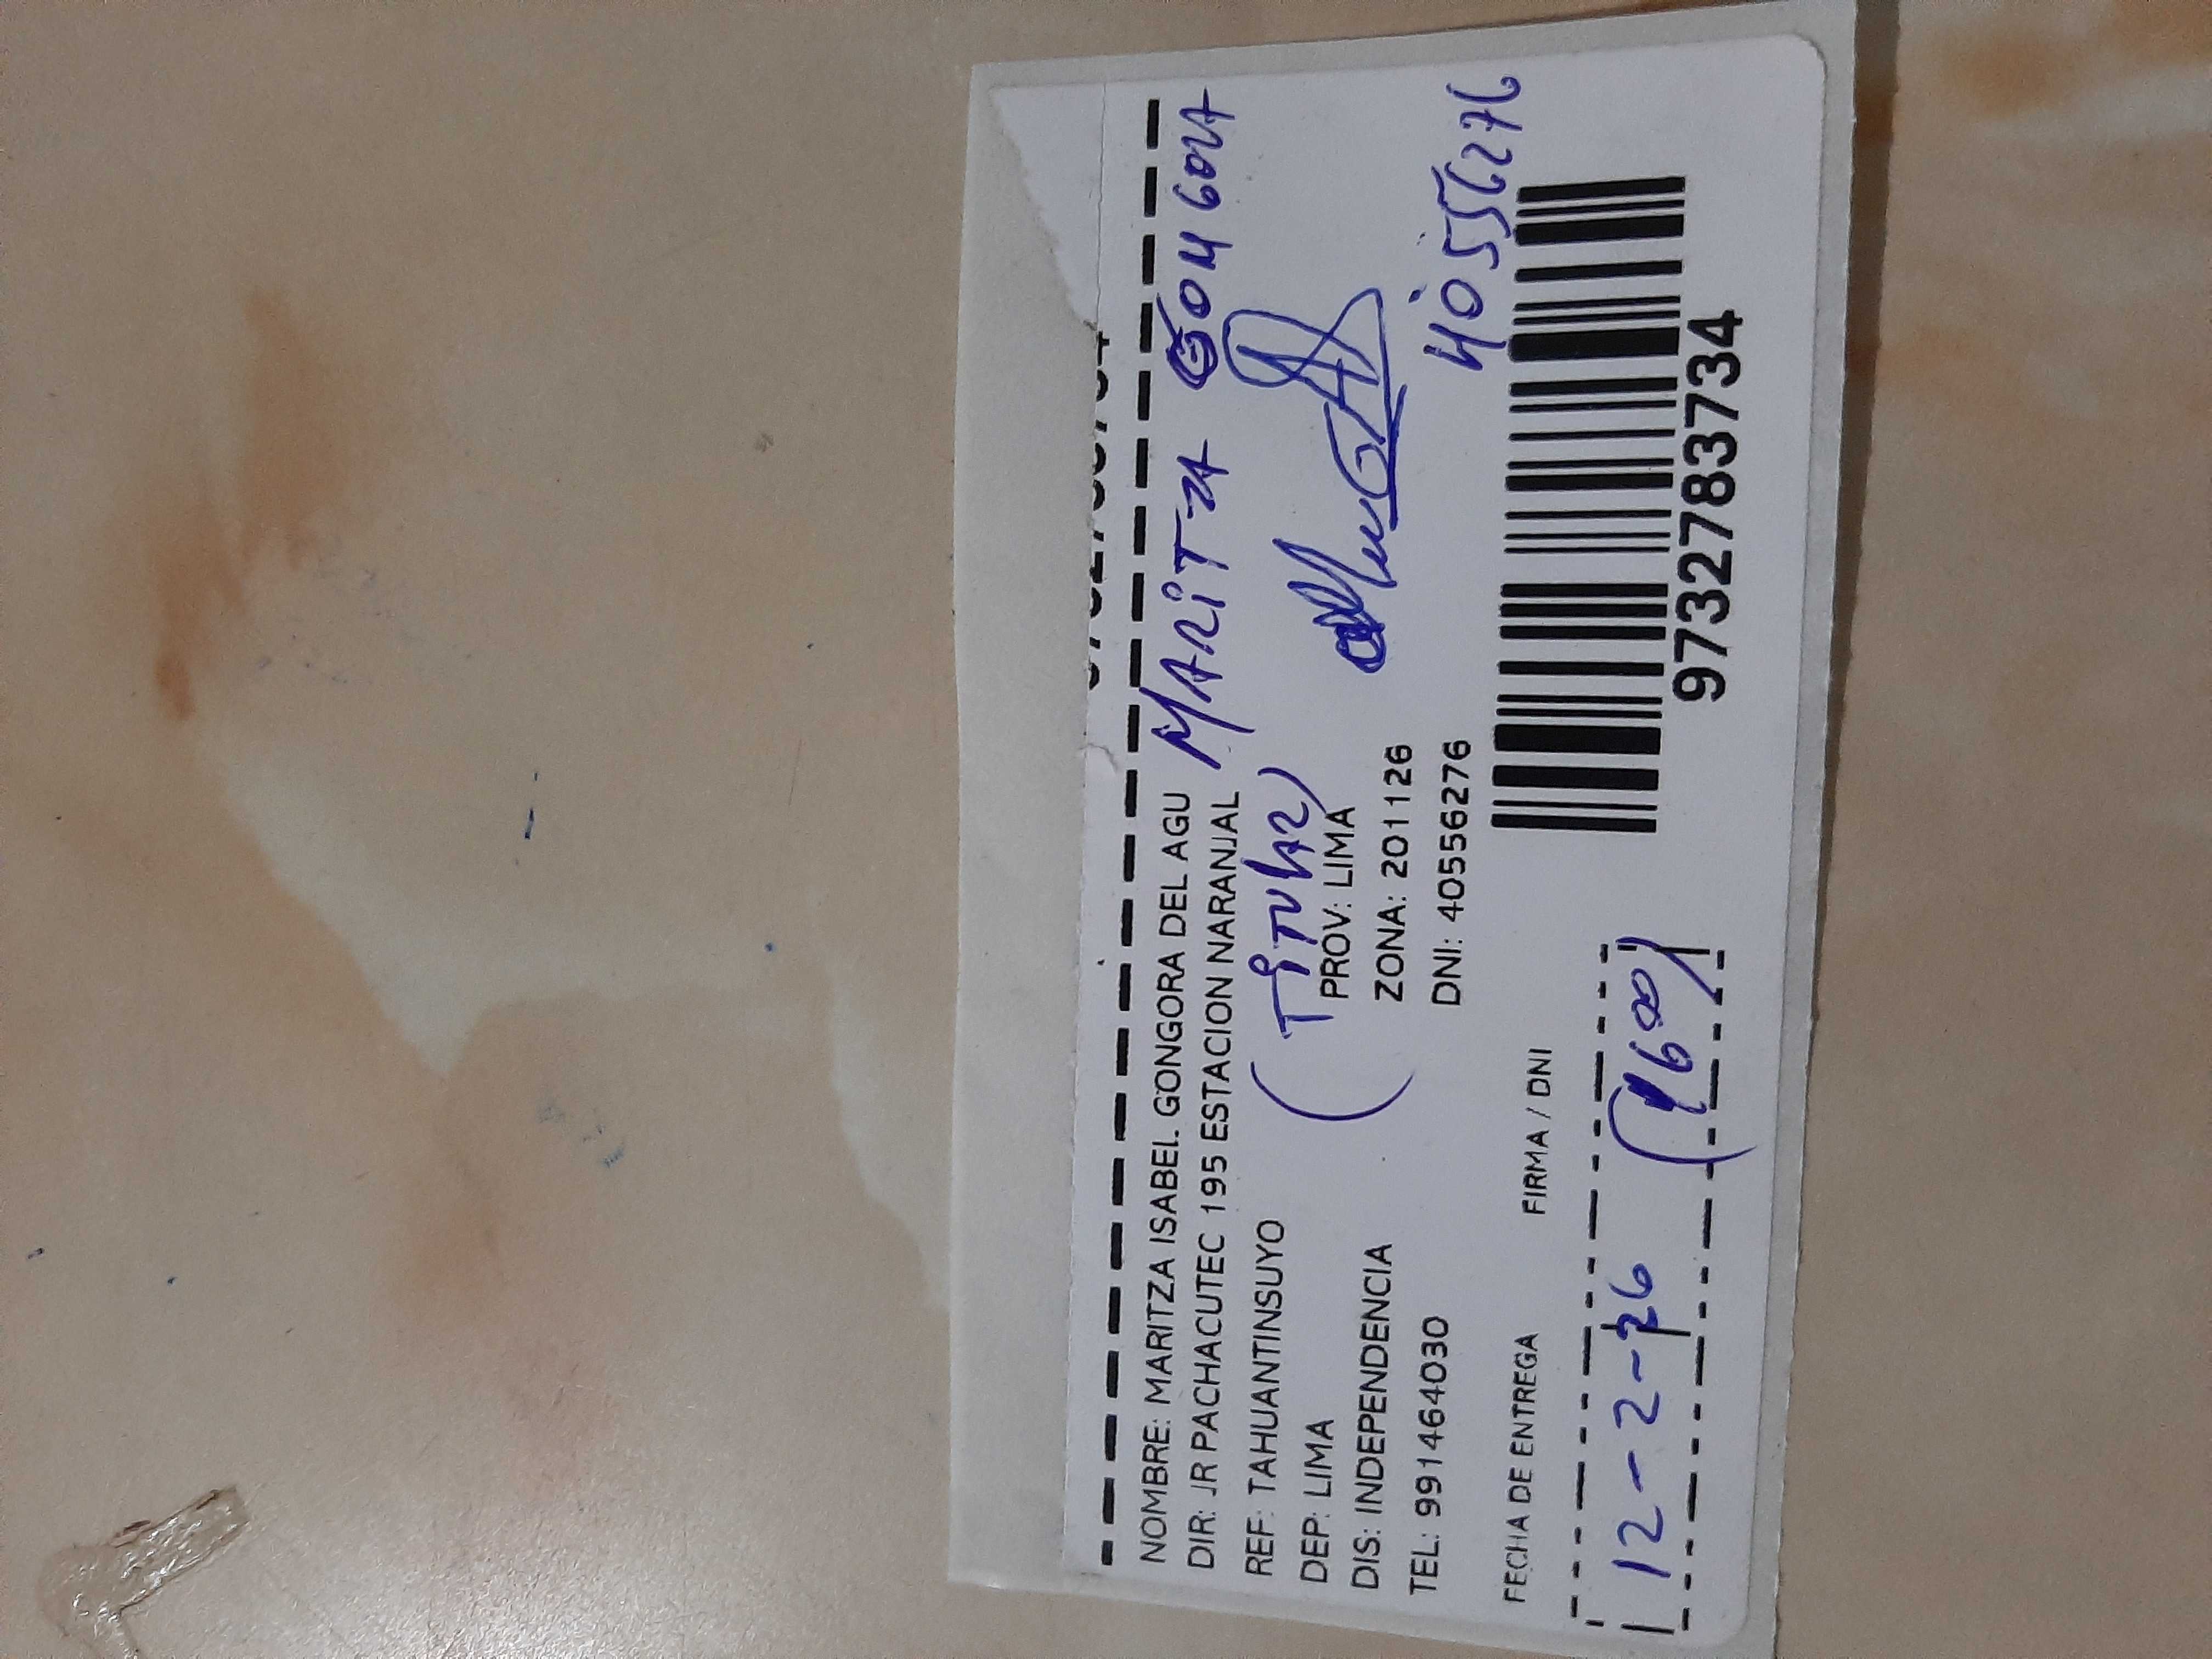 NOMBRE: MARITZA ISABEL GONGORA DEL AGU
MARITZA GONGORA
DIR: JR PACHACUTEC 195 ESTACION NARANJAL
REF: TAHUANTINSUYO
(TITULAR)
DEP: LIMA PROV: LIMA
DIS: INDEPENDENCIA ZONA: 201126
TEL: 991464030 DNI: 40556276
40556276
FECHA DE ENTREGA FIRMA / DNI
12-2-26 (1600)
9732783734